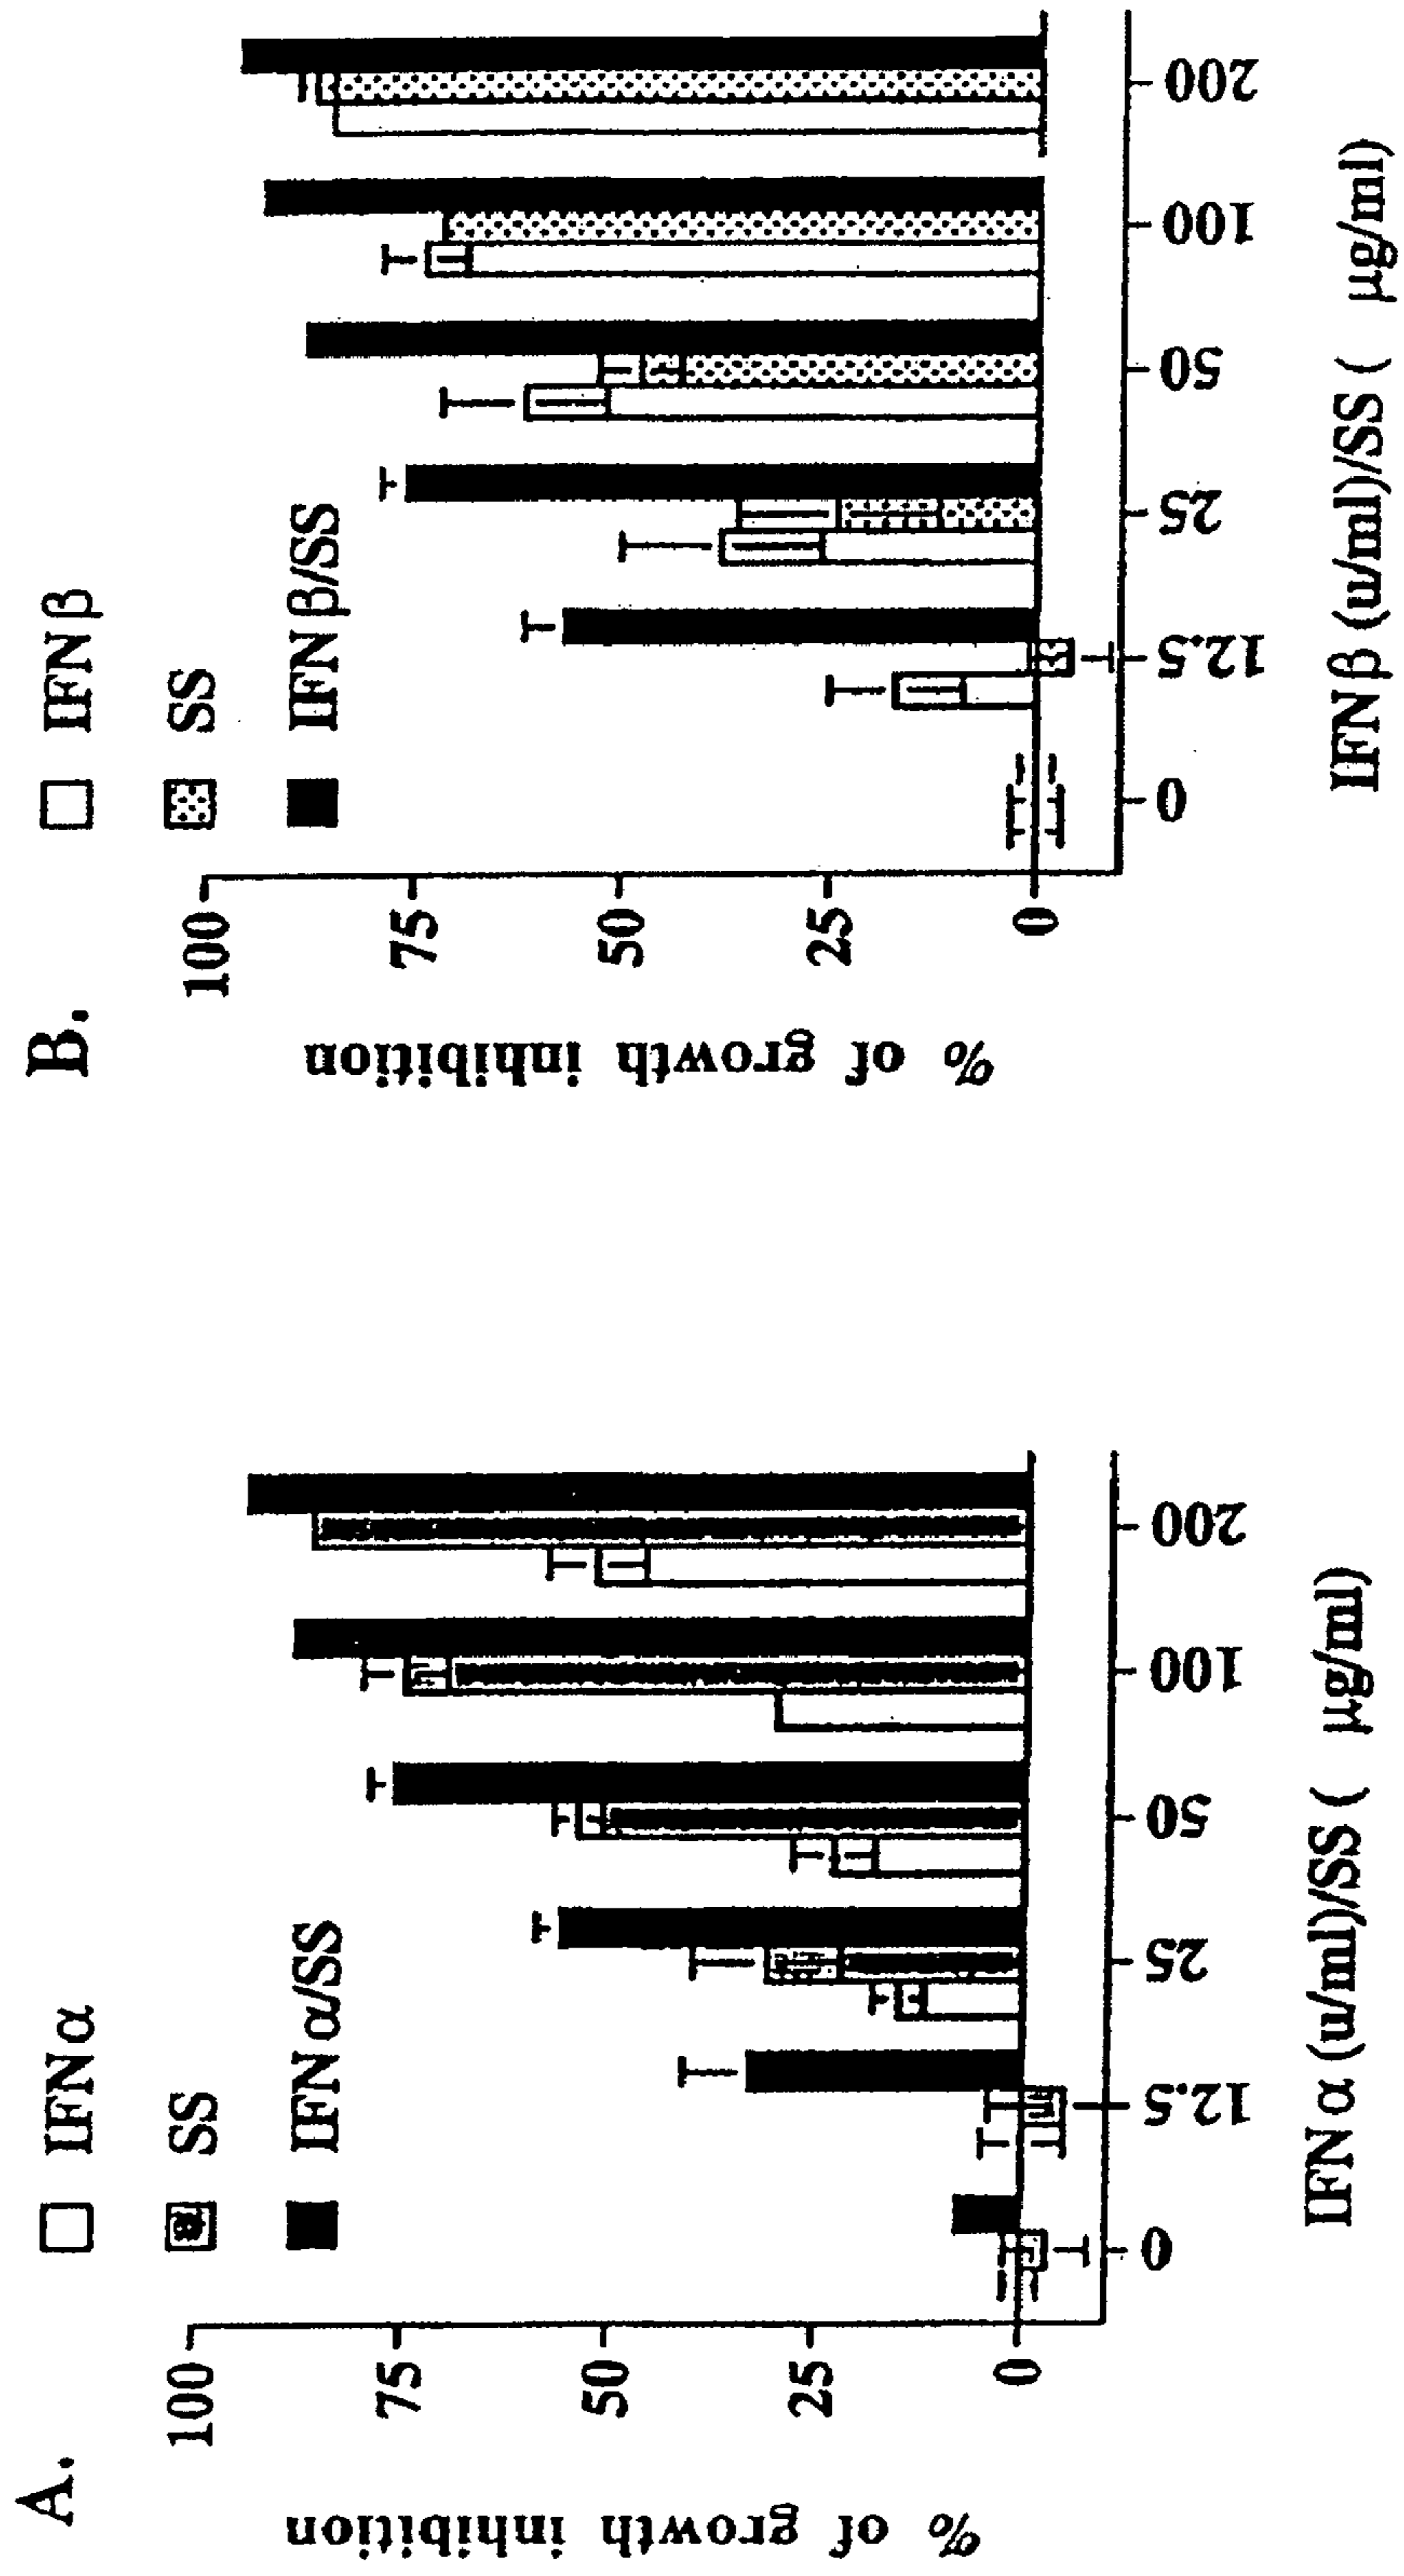 A.
IFNα
SS
IFNα/SS
% of growth inhibition
100
75
50
25
0
0 12.5 25 50 100 200
IFNα (u/ml)/SS ( μg/ml)
B.
IFNβ
SS
IFNβ/SS
% of growth inhibition
100
75
50
25
0
0 12.5 25 50 100 200
IFNβ (u/ml)/SS ( μg/ml)